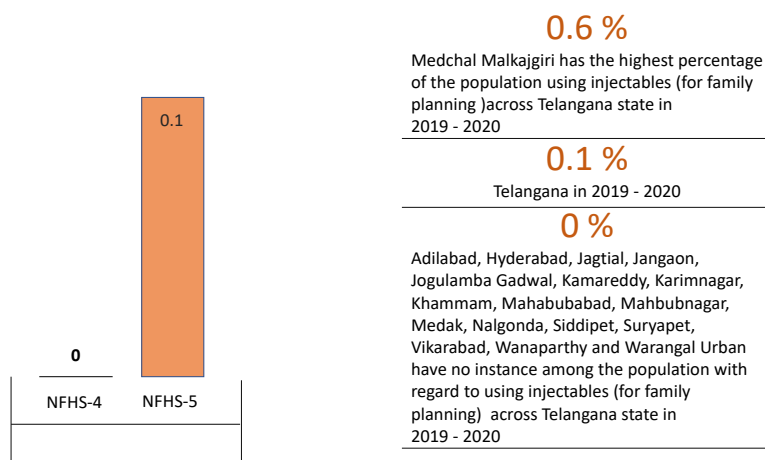 0.1
0
NFHS-4 NFHS-5
0.6 %
Medchal Malkajgiri has the highest percentage
of the population using injectables (for family
planning )across Telangana state in
2019 - 2020
0.1 %
Telangana in 2019 - 2020
0 %
Adilabad, Hyderabad, Jagtial, Jangaon,
Jogulamba Gadwal, Kamareddy, Karimnagar,
Khammam, Mahabubabad, Mahbubnagar,
Medak, Nalgonda, Siddipet, Suryapet,
Vikarabad, Wanaparthy and Warangal Urban
have no instance among the population with
regard to using injectables (for family
planning) across Telangana state in
2019 - 2020